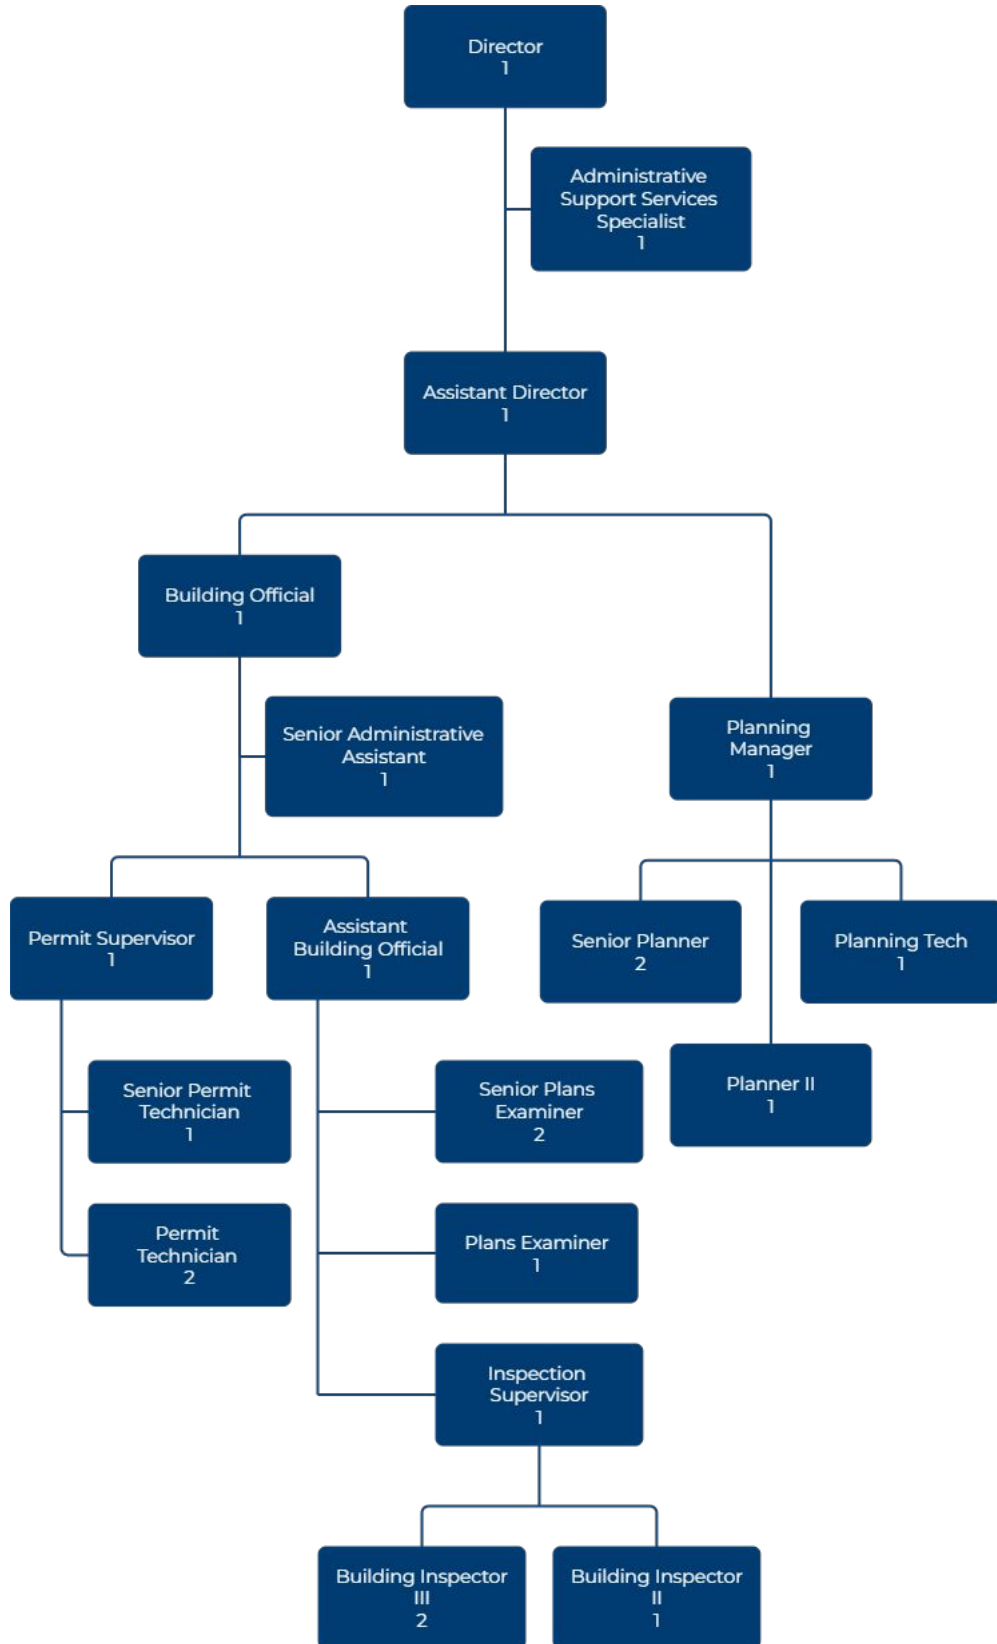 Director
1
Administrative
Support Services
Specialist
1
Assistant Director
1
Building Official
1
Senior Administrative
Assistant
1
Planning
Manager
1
Permit Supervisor
1
Assistant
Building Official
1
Senior Planner
2
Planning Tech
1
Senior Permit
Technician
1
Senior Plans
Examiner
2
Planner II
1
Permit
Technician
2
Plans Examiner
1
Inspection
Supervisor
1
Building Inspector
III
2
Building Inspector
II
1